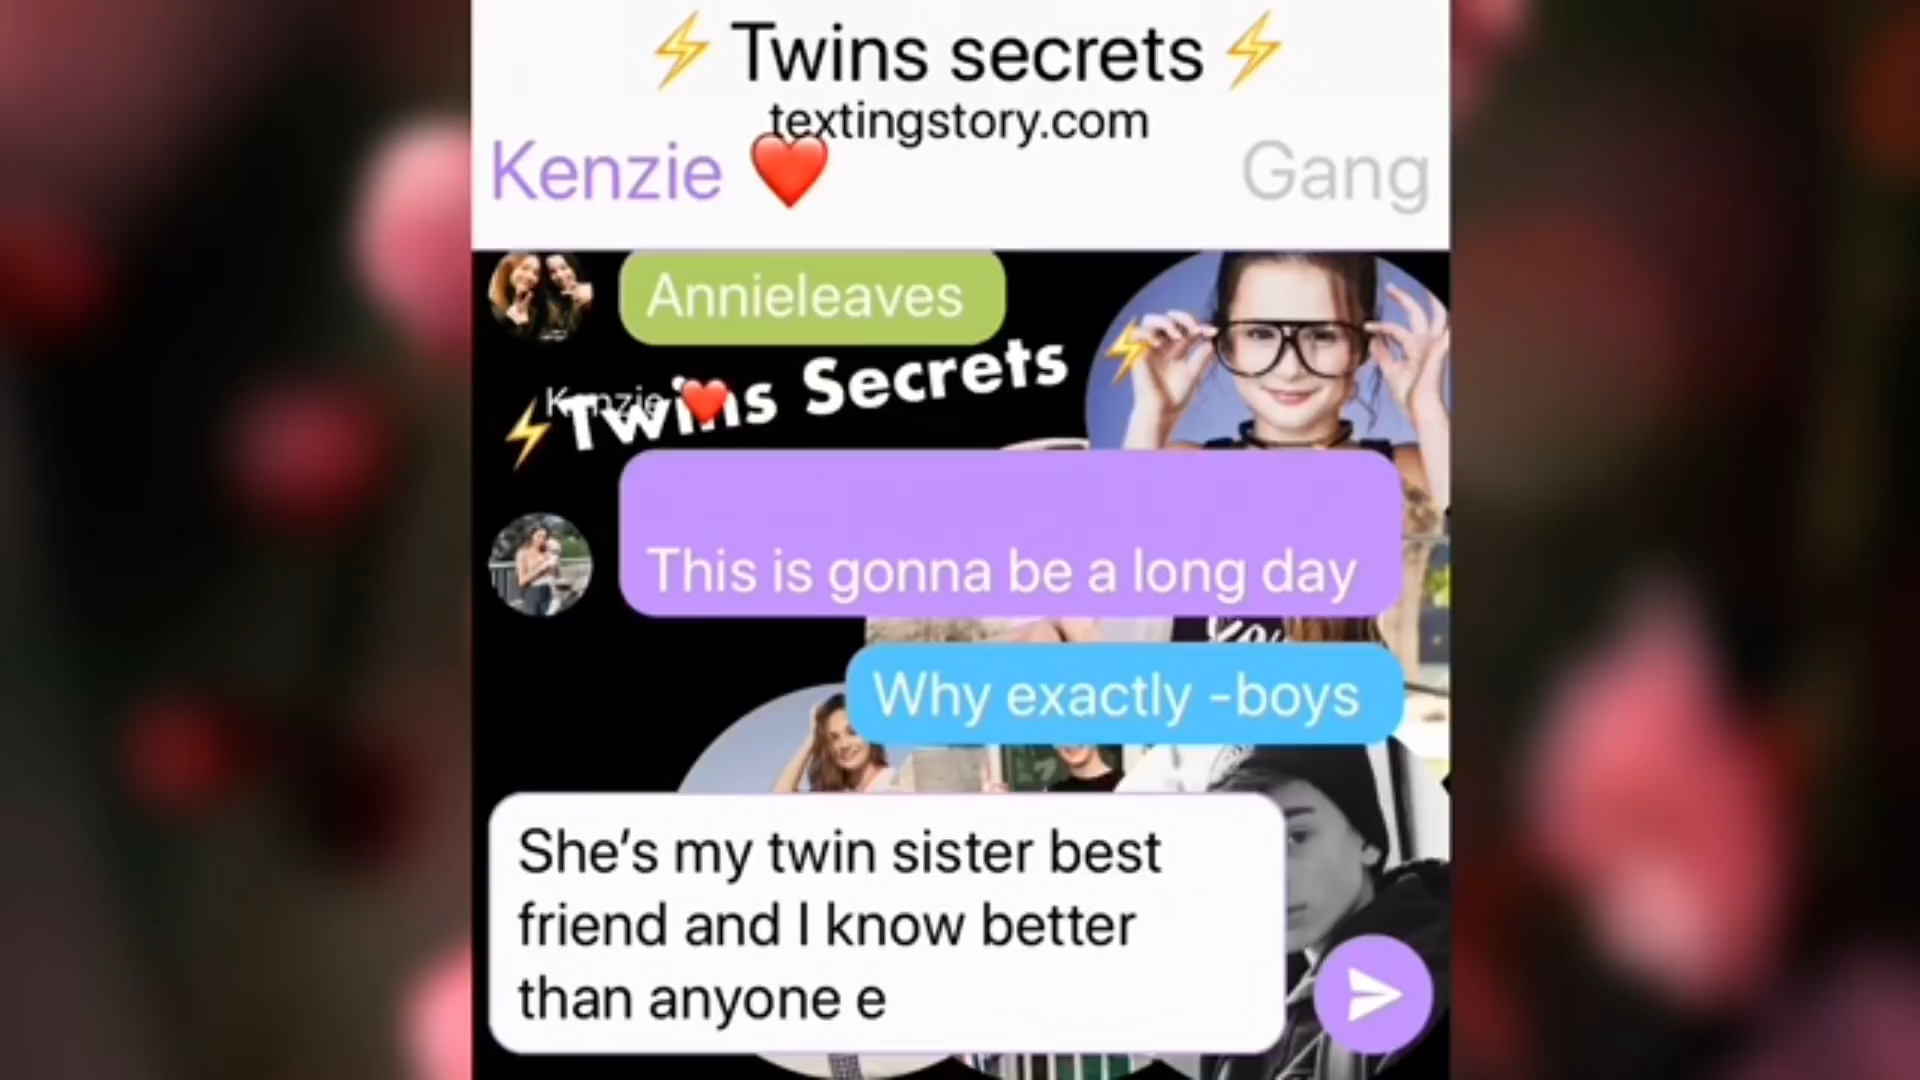 ⚡ Twins secrets ⚡
textingstory.com
Kenzie ❤️
Gang
Annieleaves
⚡Twins Secrets⚡
Kenzie ❤️
This is gonna be a long day
Why exactly -boys
She's my twin sister best
friend and I know better
than anyone e